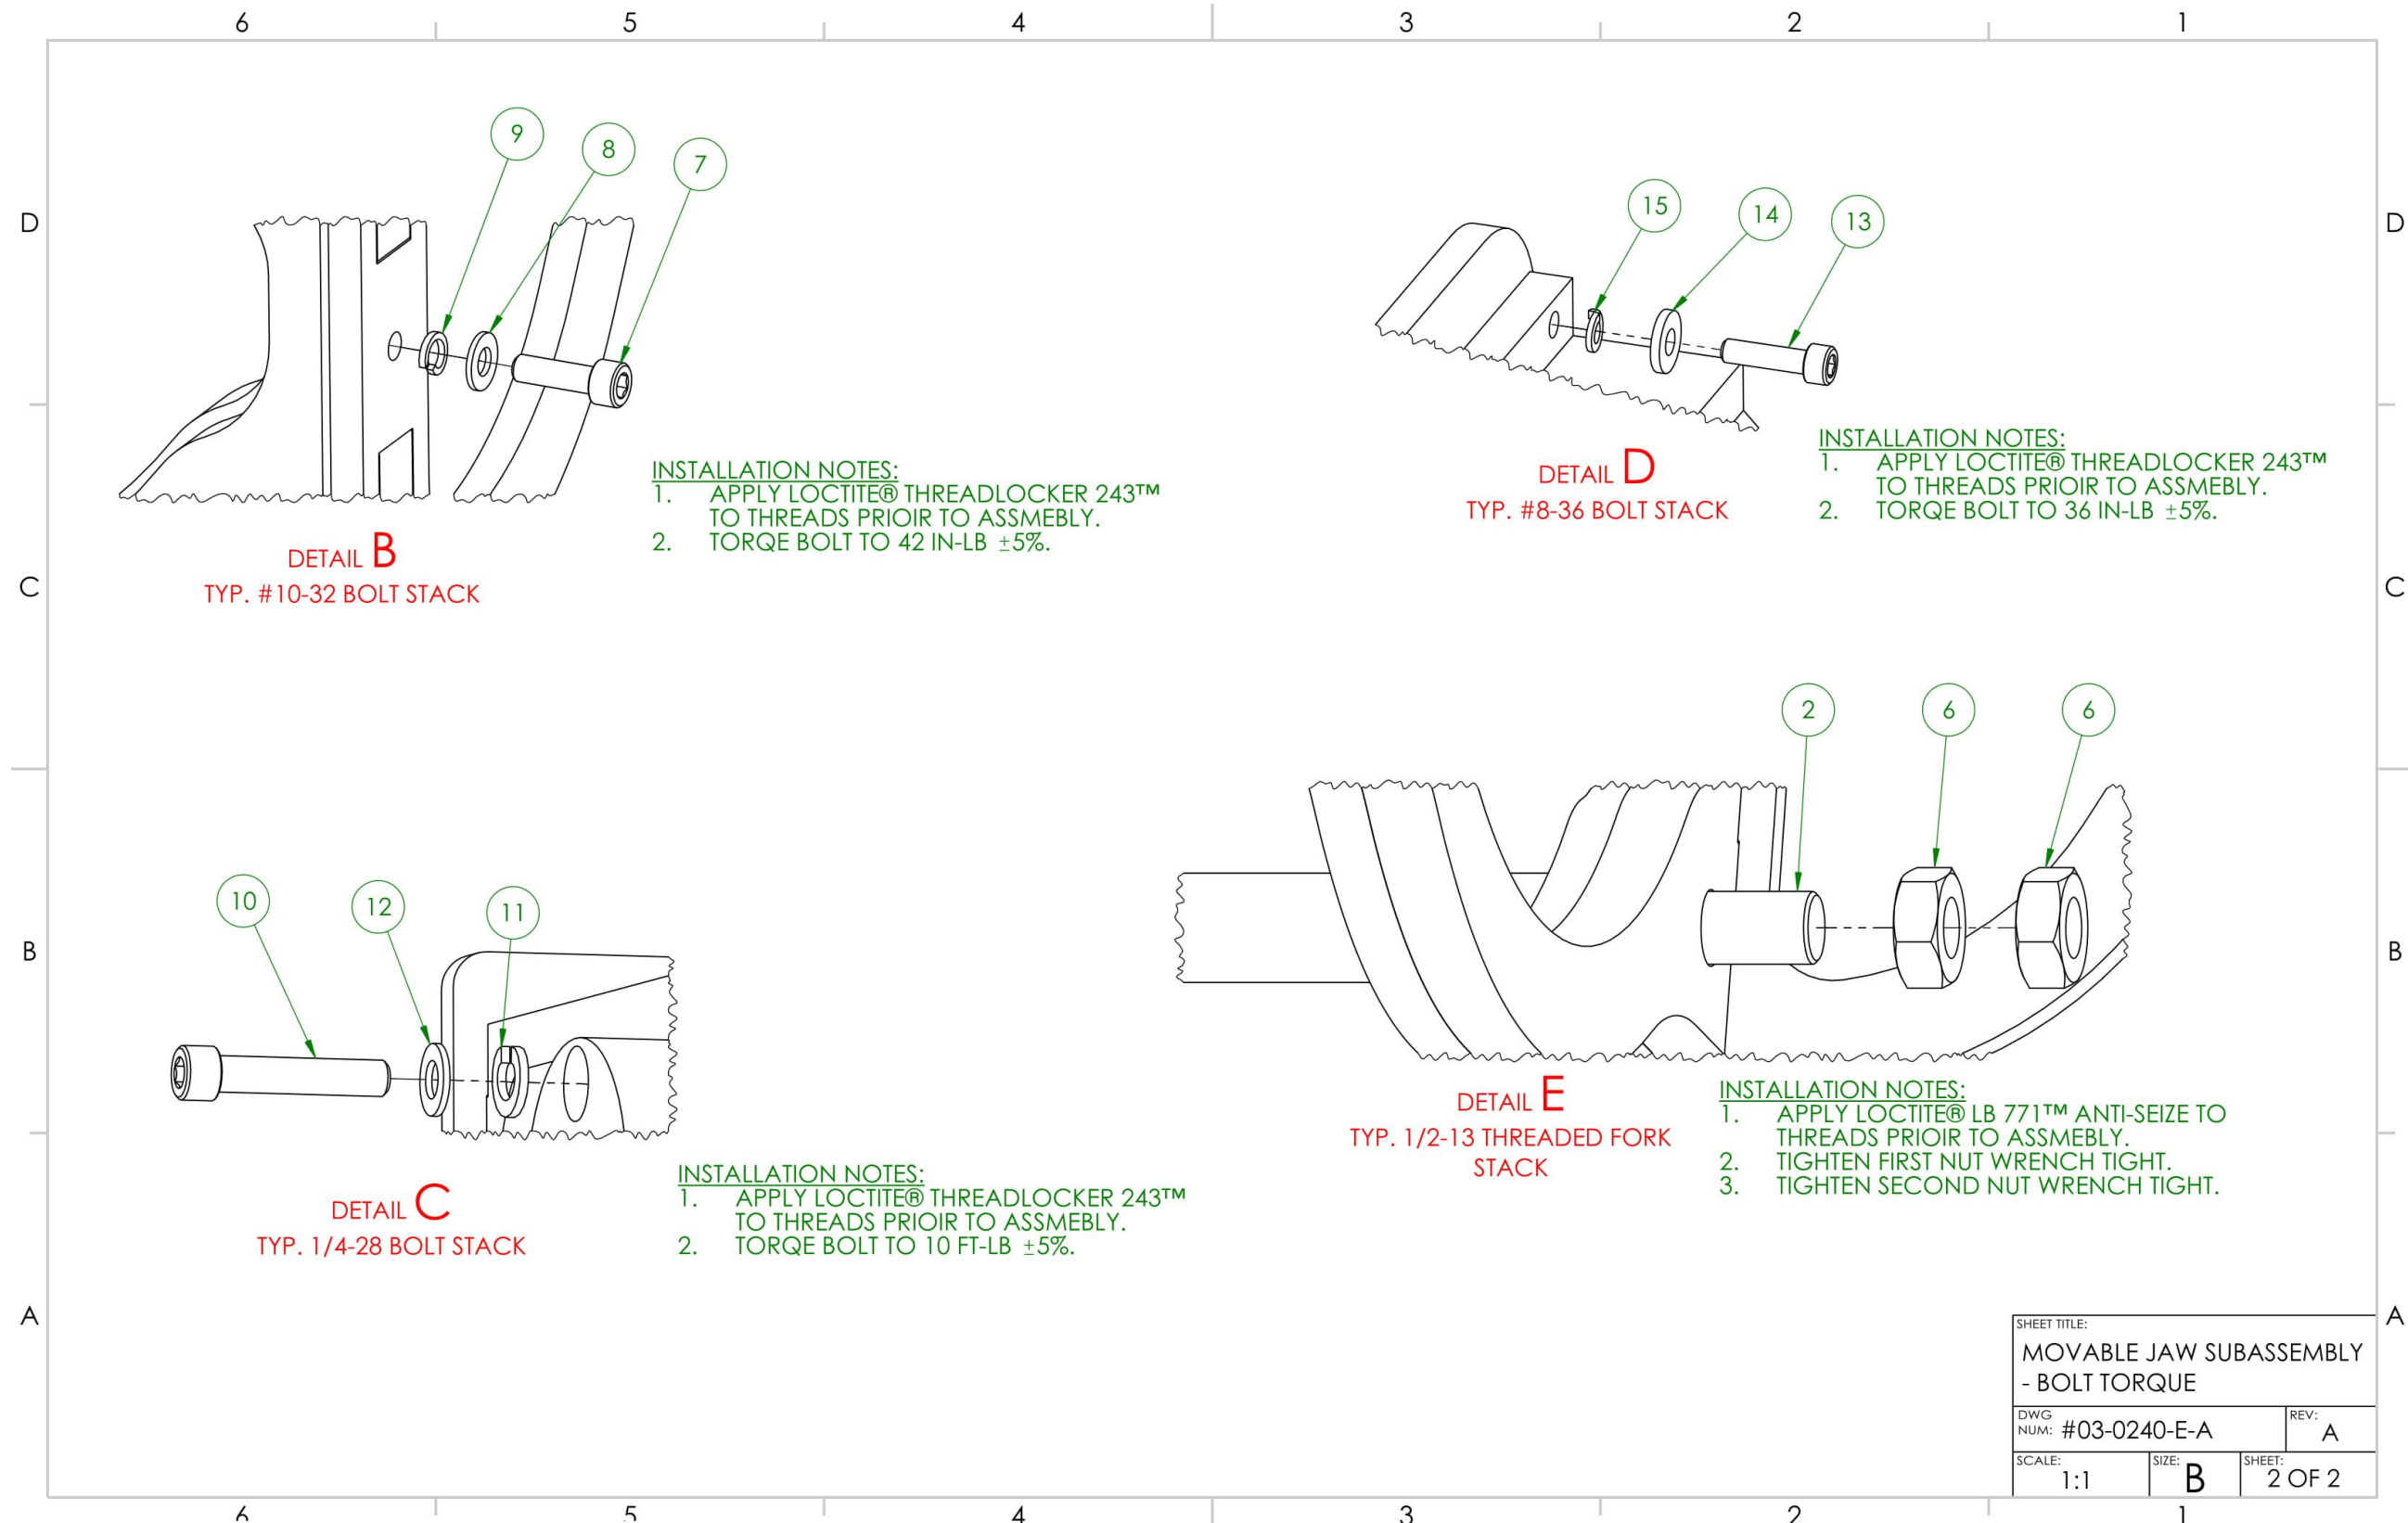 6 5 4 3 2 1
D D
C C
B B
A A
9
8
7
INSTALLATION NOTES:
1. APPLY LOCTITE® THREADLOCKER 243™
TO THREADS PRIOIR TO ASSMEBLY.
2. TORQE BOLT TO 42 IN-LB ±5%.
DETAIL B
TYP. #10-32 BOLT STACK
15
14
13
INSTALLATION NOTES:
1. APPLY LOCTITE® THREADLOCKER 243™
TO THREADS PRIOIR TO ASSMEBLY.
2. TORQE BOLT TO 36 IN-LB ±5%.
DETAIL D
TYP. #8-36 BOLT STACK
10
12
11
DETAIL C
TYP. 1/4-28 BOLT STACK
INSTALLATION NOTES:
1. APPLY LOCTITE® THREADLOCKER 243™
TO THREADS PRIOIR TO ASSMEBLY.
2. TORQE BOLT TO 10 FT-LB ±5%.
2
6
6
DETAIL E
TYP. 1/2-13 THREADED FORK
STACK
INSTALLATION NOTES:
1. APPLY LOCTITE® LB 771™ ANTI-SEIZE TO
THREADS PRIOIR TO ASSMEBLY.
2. TIGHTEN FIRST NUT WRENCH TIGHT.
3. TIGHTEN SECOND NUT WRENCH TIGHT.
SHEET TITLE:
MOVABLE JAW SUBASSEMBLY
- BOLT TORQUE
DWG NUM: #03-0240-E-A
REV: A
SCALE: 1:1
SIZE: B
SHEET: 2 OF 2
6 5 4 3 2 1